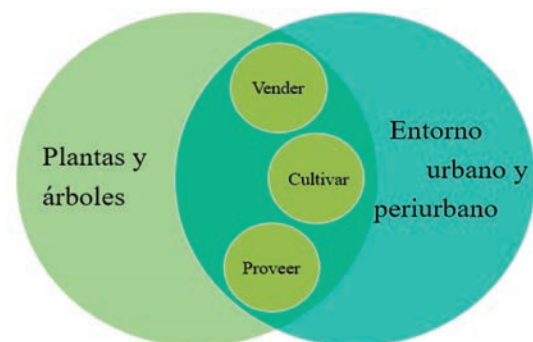 Plantas y
árboles
Vender
Cultivar
Proveer
Entorno
urbano y
periurbano